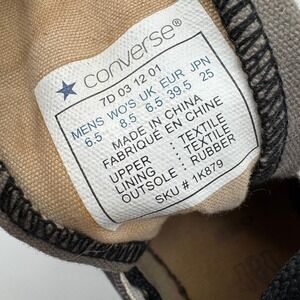 ★ converse®
7D 03 12 01
MENS WO'S UK EUR JPN
6.5 8.5 6.5 39.5 25
MADE IN CHINA
FABRIQUÉ EN CHINE
UPPER : TEXTILE
LINING : TEXTILE
OUTSOLE : RUBBER
SKU # 1K879